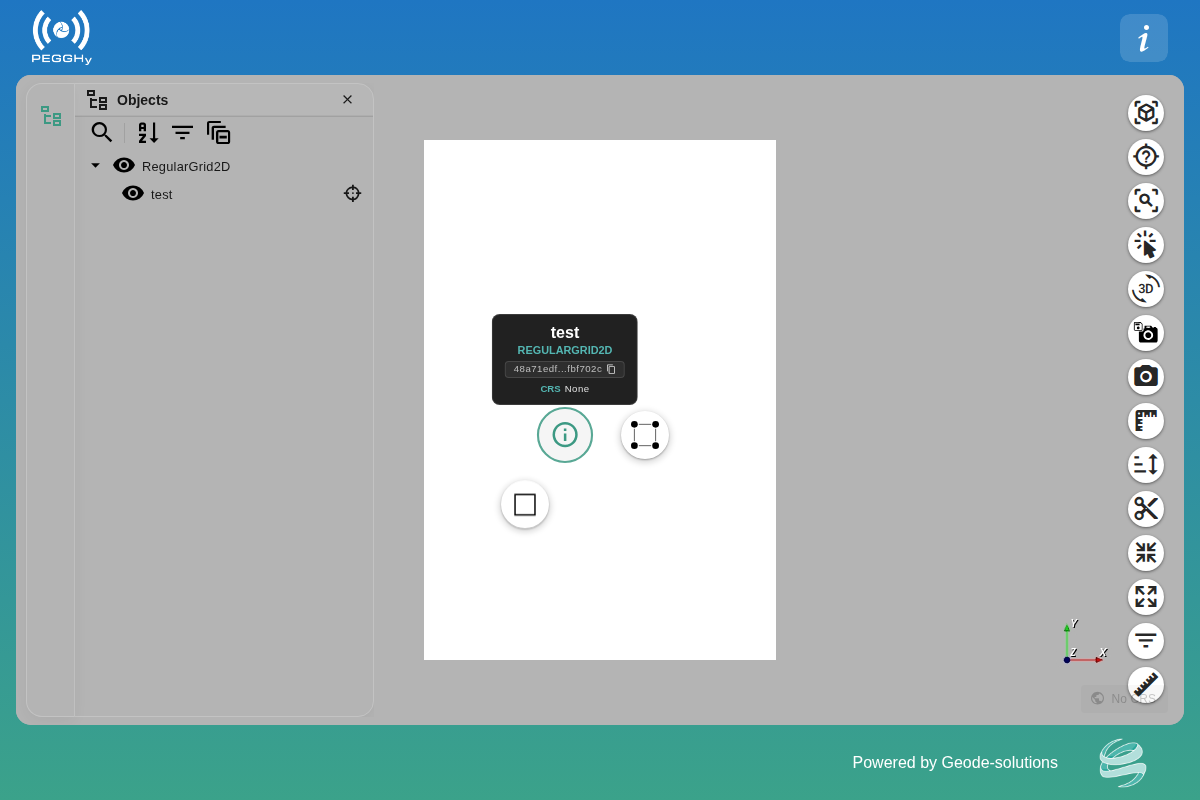 PEGGHy
i
Objects
A
Z
RegularGrid2D
test
test
REGULARGRID2D
48a71edf...fbf702c
CRS None
3D
Y
Z
X
No CRS
Powered by Geode-solutions